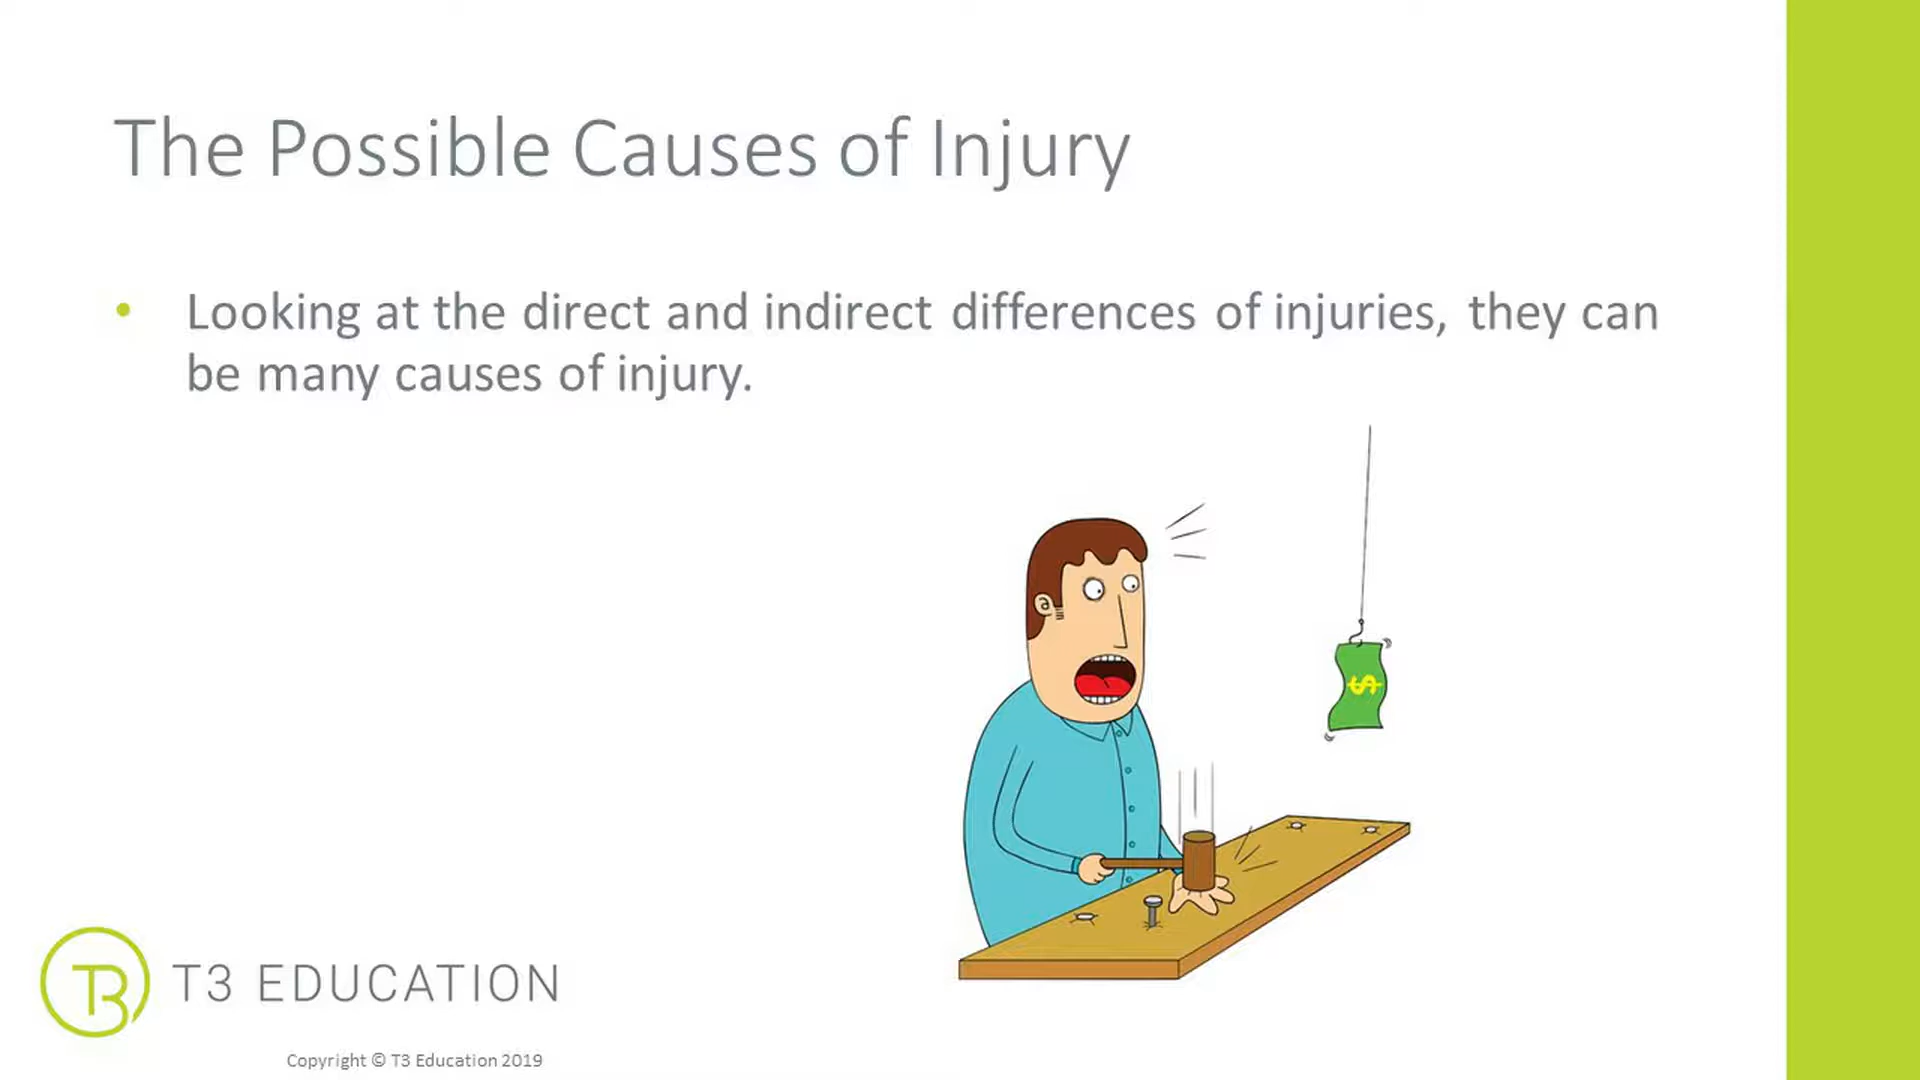 The Possible Causes of Injury
• Looking at the direct and indirect differences of injuries, they can
be many causes of injury.
$
T3 T3 EDUCATION
Copyright © T3 Education 2019